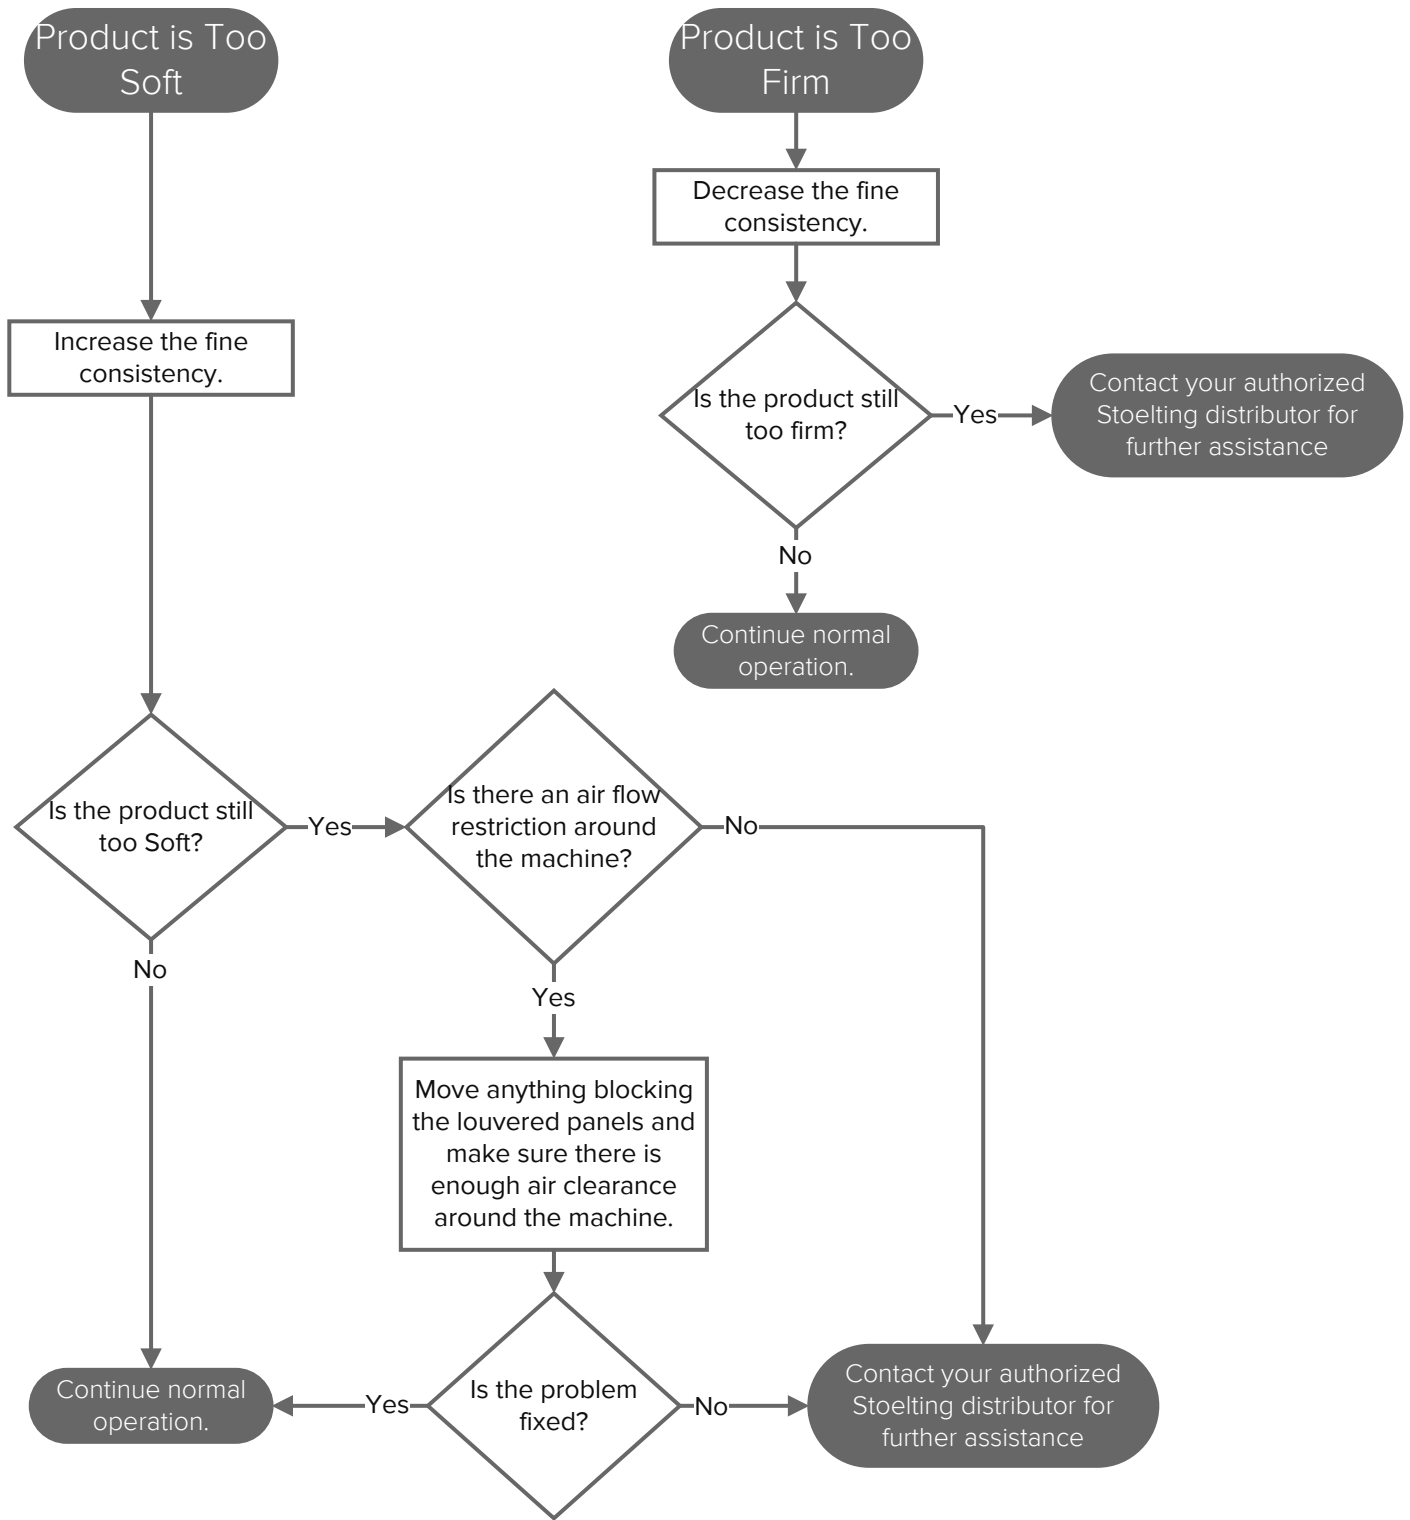 Product is Too
Soft
Increase the fine
consistency.
Is the product still
too Soft?
Yes
No
Is there an air flow
restriction around
the machine?
No
Yes
Move anything blocking
the louvered panels and
make sure there is
enough air clearance
around the machine.
Is the problem
fixed?
Yes
No
Continue normal
operation.
Contact your authorized
Stoelting distributor for
further assistance
Product is Too
Firm
Decrease the fine
consistency.
Is the product still
too firm?
Yes
Contact your authorized
Stoelting distributor for
further assistance
No
Continue normal
operation.